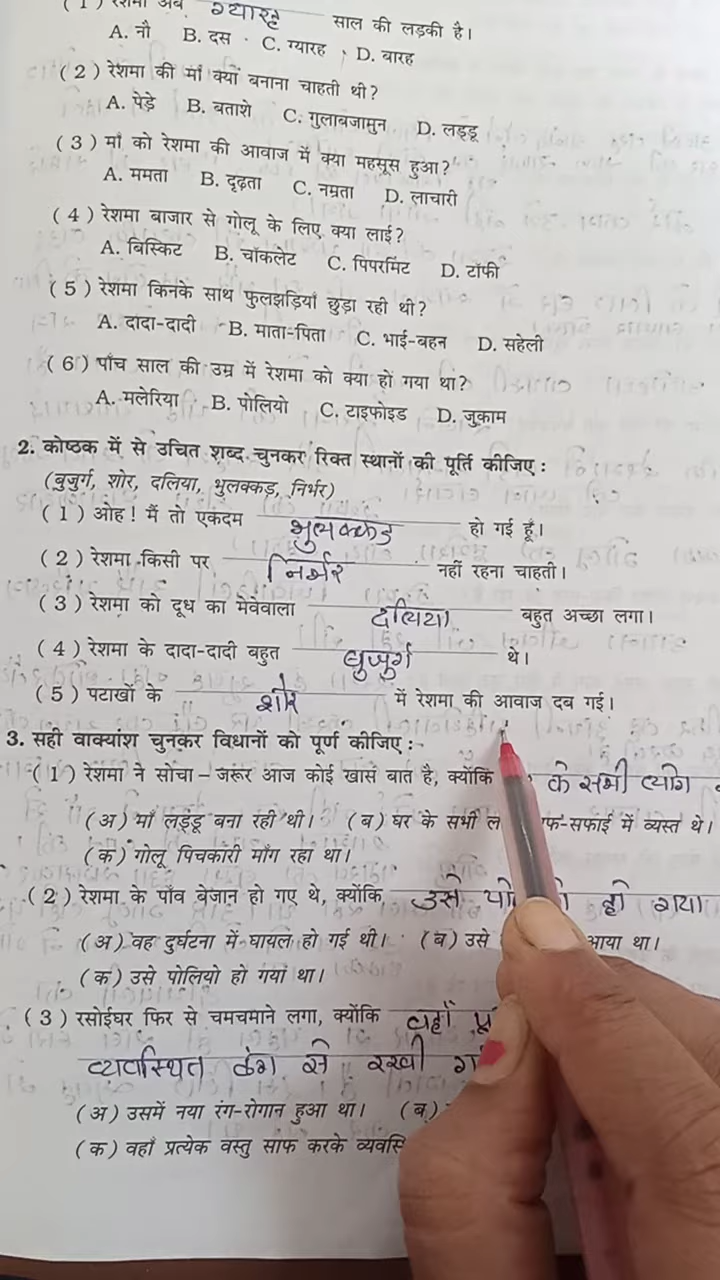 (1) रेशमा अब ग्यारह साल की लड़की है।
A. नौ B. दस C. ग्यारह D. बारह
(2) रेशमा की माँ क्या बनाना चाहती थी?
A. पेड़े B. बताशे C. गुलाबजामुन D. लड्डू
(3) माँ को रेशमा की आवाज में क्या महसूस हुआ?
A. ममता B. दृढ़ता C. नम्रता D. लाचारी
(4) रेशमा बाजार से गोलू के लिए क्या लाई?
A. बिस्किट B. चॉकलेट C. पिपरमिंट D. टॉफी
(5) रेशमा किनके साथ फुलझड़ियाँ छुड़ा रही थी?
A. दादा-दादी B. माता-पिता C. भाई-बहन D. सहेली
(6) पाँच साल की उम्र में रेशमा को क्या हो गया था?
A. मलेरिया B. पोलियो C. टाइफोइड D. जुकाम
2. कोष्ठक में से उचित शब्द चुनकर रिक्त स्थानों की पूर्ति कीजिए :
(बुजुर्ग, शोर, दलिया, भुलक्कड़, निर्भर)
(1) ओह! मैं तो एकदम भुलक्कड हो गई हूँ।
(2) रेशमा किसी पर निर्भर नहीं रहना चाहती।
(3) रेशमा को दूध का मेवेवाला दलिया बहुत अच्छा लगा।
(4) रेशमा के दादा-दादी बहुत बुजुर्ग थे।
(5) पटाखों के शोर में रेशमा की आवाज दब गई।
3. सही वाक्यांश चुनकर विधानों को पूर्ण कीजिए :-
(1) रेशमा ने सोचा – जरूर आज कोई खास बात है, क्योंकि के सभी लोग
(अ) माँ लड्डू बना रही थी। (ब) घर के सभी फ-सफाई में व्यस्त थे।
(क) गोलू पिचकारी माँग रहा था।
(2) रेशमा के पाँव बेजान हो गए थे, क्योंकि उसे हो गया
(अ) वह दुर्घटना में घायल हो गई थी। (ब) उसे आया था।
(क) उसे पोलियो हो गया था।
(3) रसोईघर फिर से चमचमाने लगा, क्योंकि वहाँ
व्यवस्थित ढंग से रखी
(अ) उसमें नया रंग-रोगान हुआ था। (ब)
(क) वहाँ प्रत्येक वस्तु साफ करके